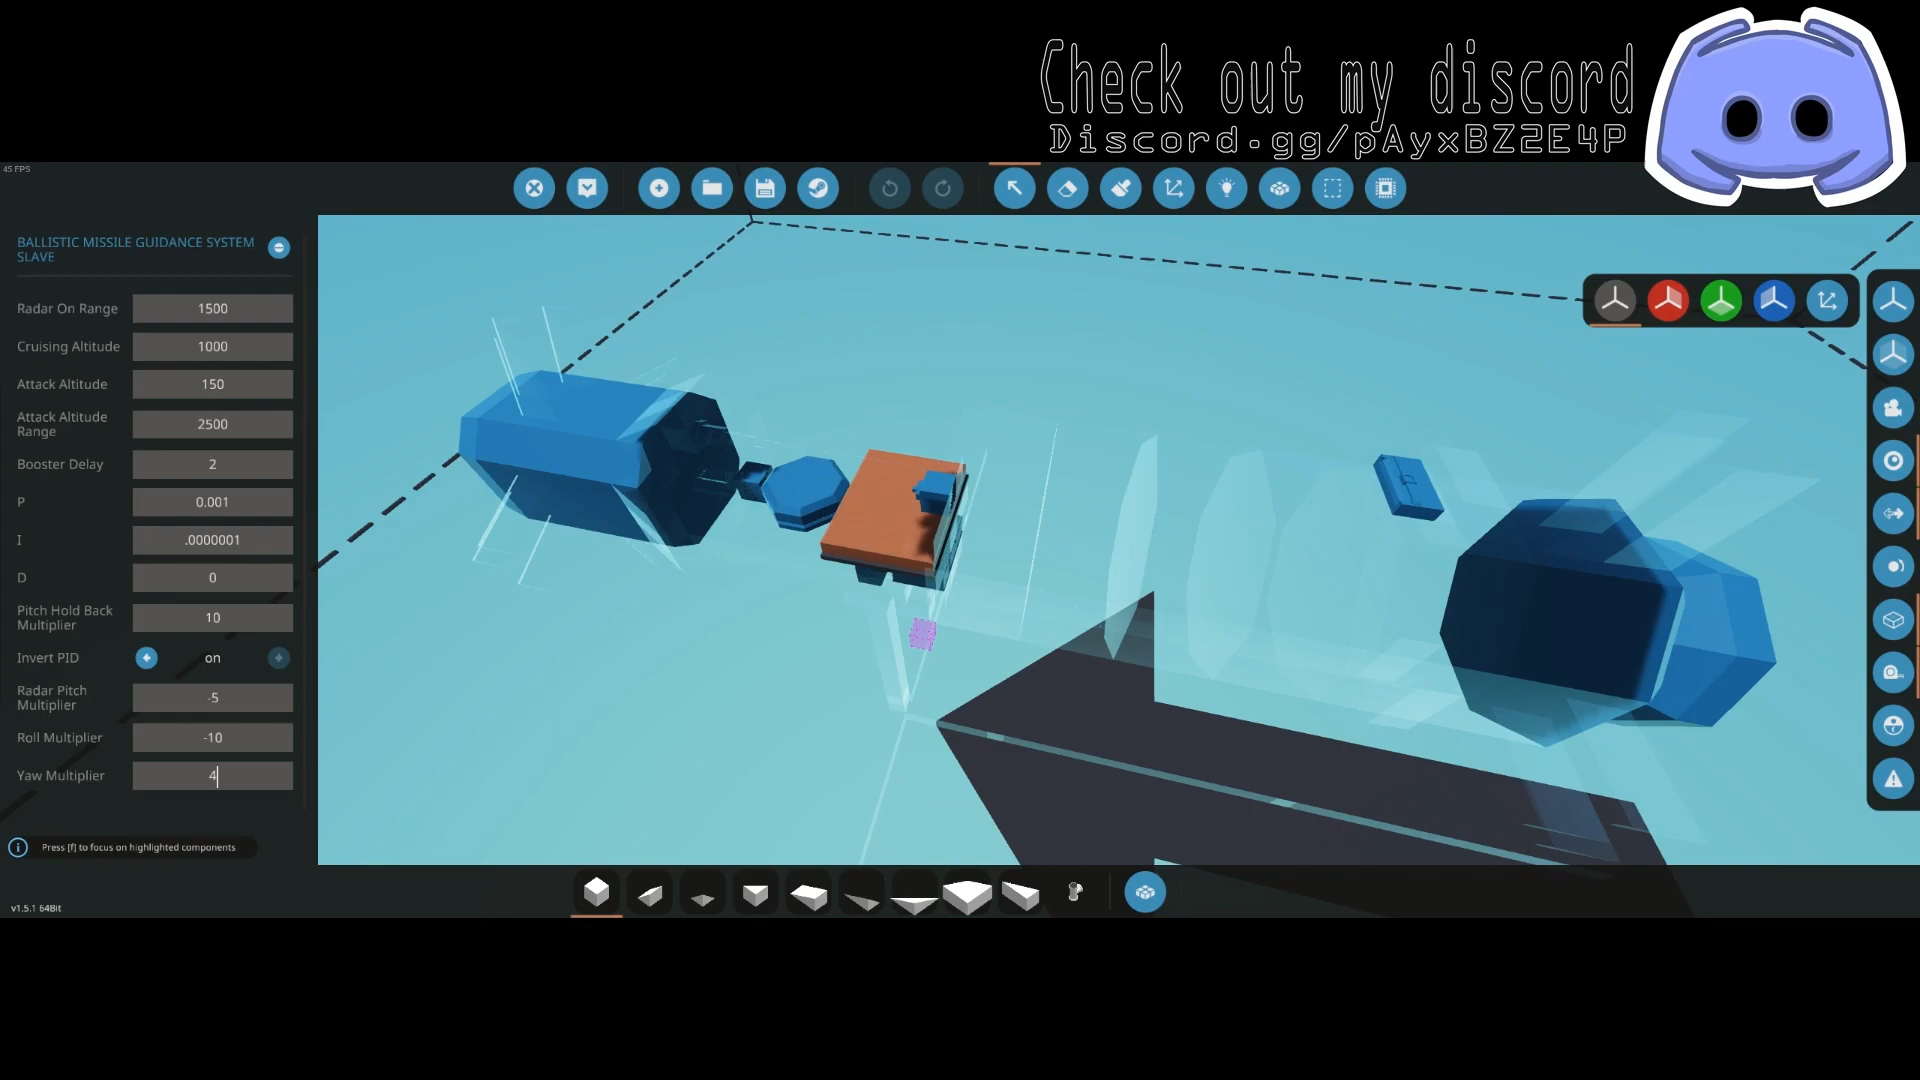 Check out my discord
Discord.gg/pAyxBZ2E4P
45 FPS
BALLISTIC MISSILE GUIDANCE SYSTEM
SLAVE
Radar On Range 1500
Cruising Altitude 1000
Attack Altitude 150
Attack Altitude
Range 2500
Booster Delay 2
P 0.001
I .0000001
D 0
Pitch Hold Back
Multiplier 10
Invert PID on
Radar Pitch
Multiplier -5
Roll Multiplier -10
Yaw Multiplier 4
Press [f] to focus on highlighted components
v1.5.1 64Bit